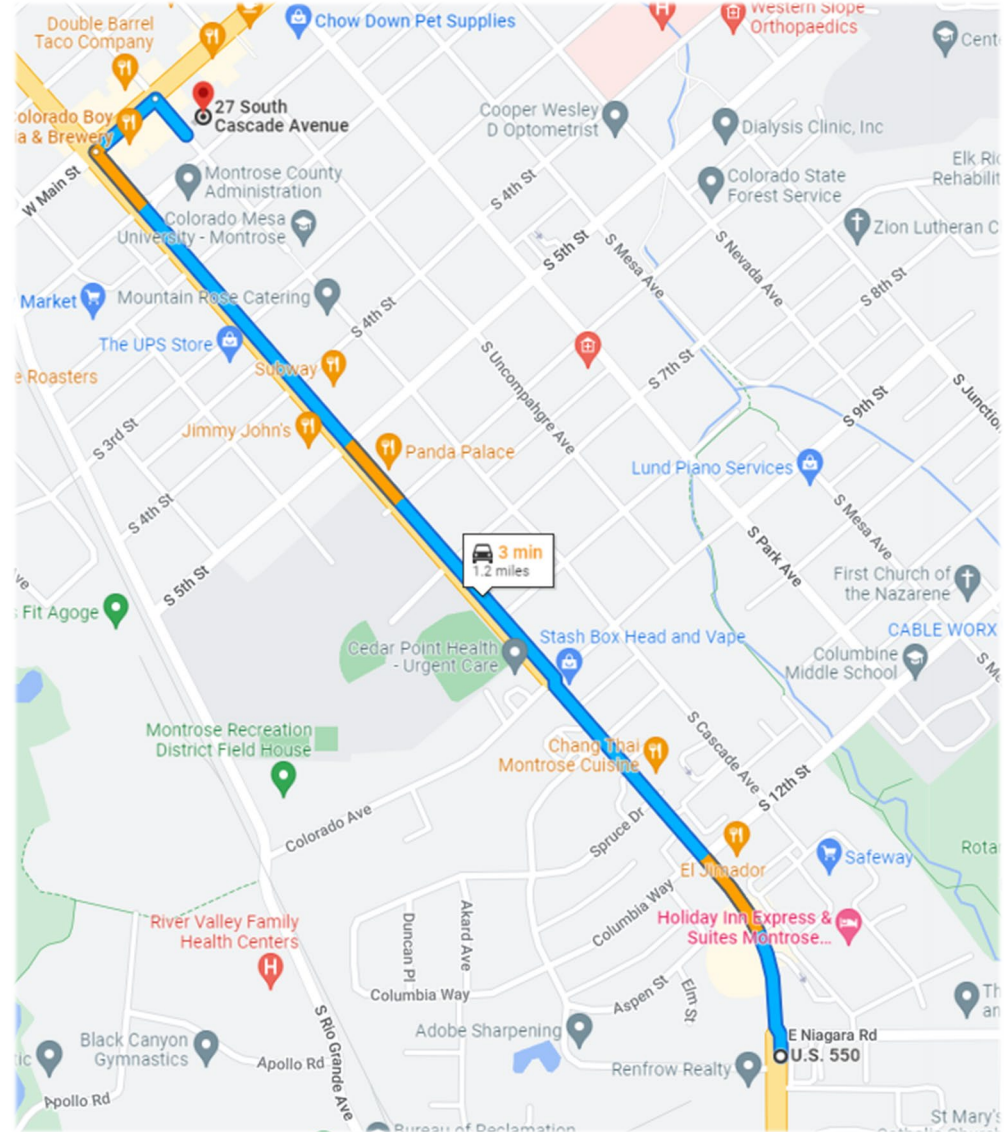 Double Barrel
Taco Company
Chow Down Pet Supplies
Western Slope
Orthopaedics
27 South
Cascade Avenue
olorado Boy
& Brewery
Cooper Wesley
D Optometrist
Dialysis Clinic, Inc
W Main St
Montrose County
Administration
S 4th St
Colorado State
Forest Service
Elk Ri
Rehabilit
Colorado Mesa
University - Montrose
S 5th St
S Mesa Ave
S Nevada Ave
Zion Lutheran C
Market
Mountain Rose Catering
S 4th St
S 8th St
The UPS Store
Subway
S Uncompahgre Ave
S 7th St
e Roasters
S 9th St
S Junction
Jimmy John's
S 3rd St
Panda Palace
Lund Piano Services
S 4th St
S Mesa Ave
3 min
1.2 miles
S Park Ave
S 5th St
First Church of
the Nazarene
Fit Agoge
CABLE WORX
Cedar Point Health
- Urgent Care
Stash Box Head and Vape
Columbine
Middle School
Montrose Recreation
District Field House
Chang Thai
Montrose Cuisine
S Cascade Ave
S 12th St
Colorado Ave
Spruce Dr
El Jimador
Safeway
Rota
River Valley Family
Health Centers
Duncan Pl
Akard Ave
Columbia Way
Holiday Inn Express &
Suites Montrose...
Columbia Way
Aspen St
Elm St
S Rio Grande Ave
Black Canyon
Gymnastics
Apollo Rd
Adobe Sharpening
E Niagara Rd
U.S. 550
Renfrow Realty
Apollo Rd
St Mary's
Bureau of Reclamation